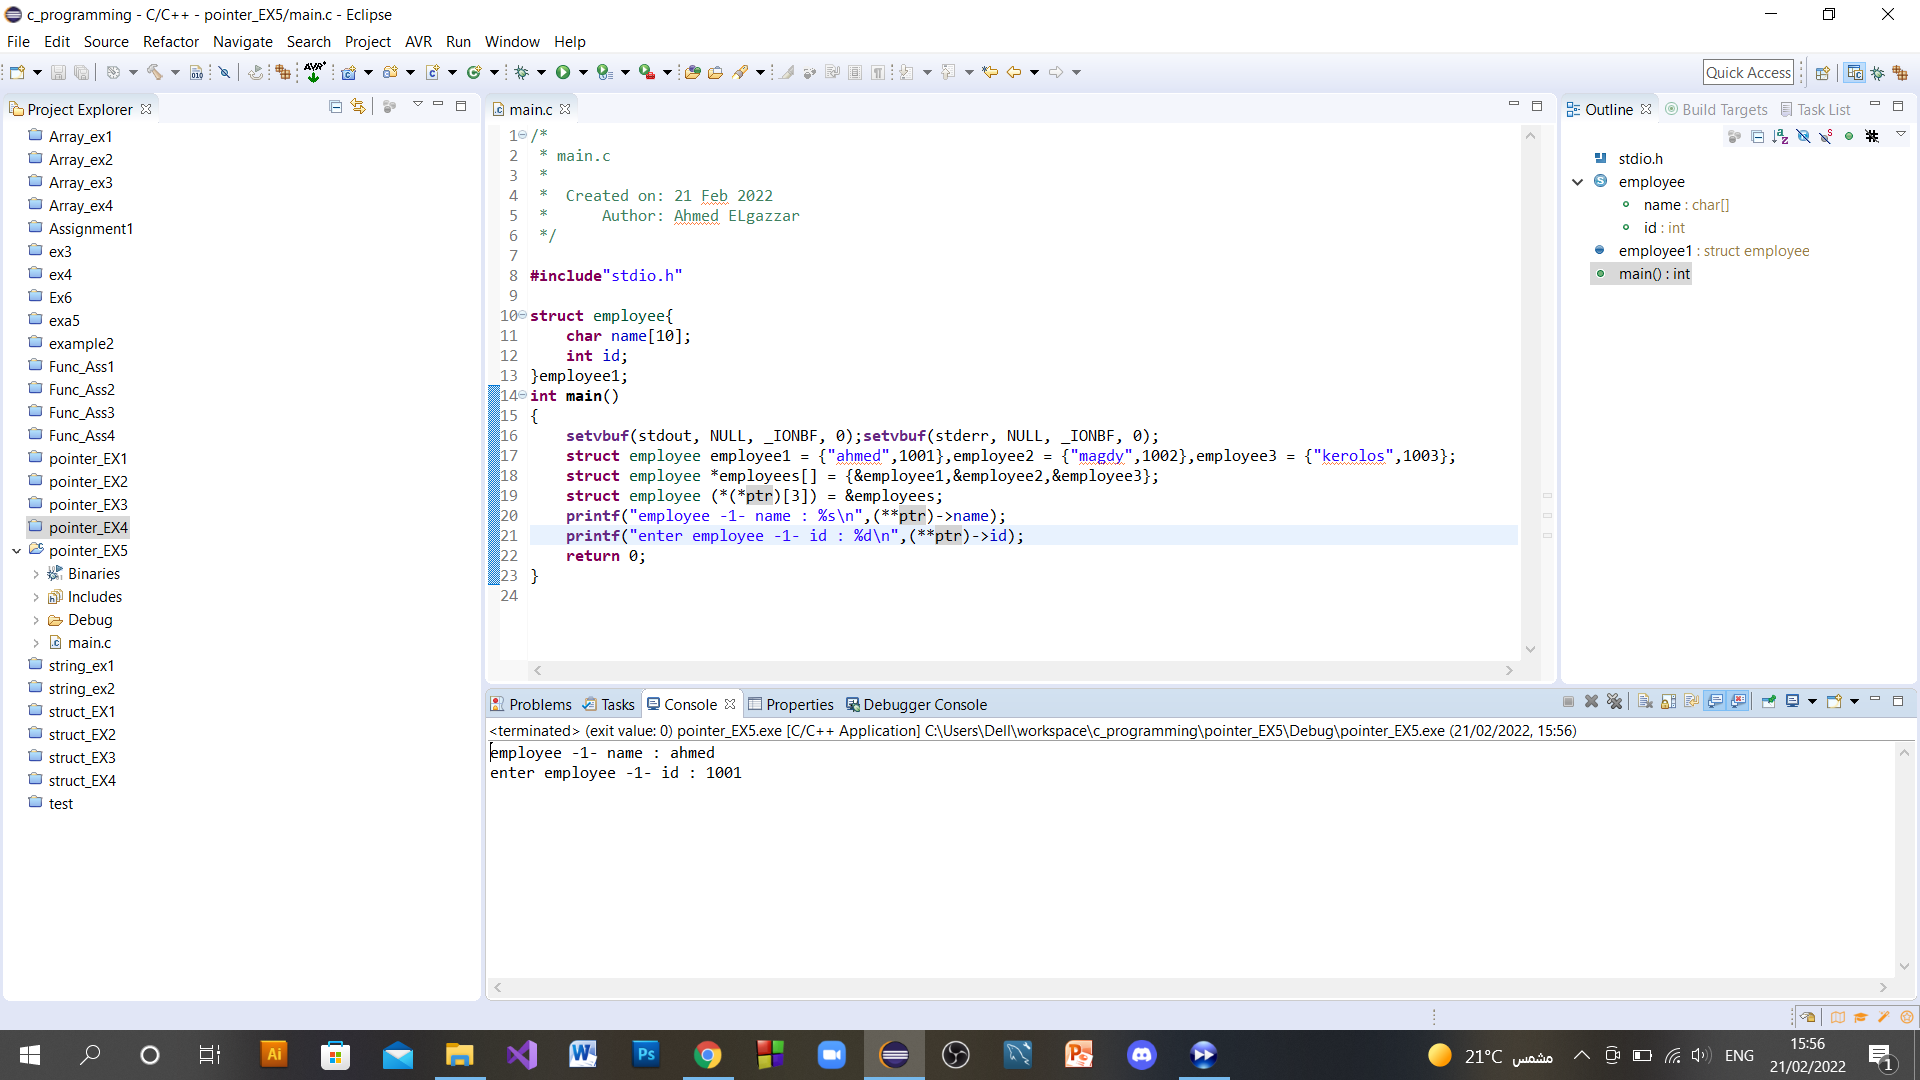 c_programming - C/C++ - pointer_EX5/main.c - Eclipse
File Edit Source Refactor Navigate Search Project AVR Run Window Help
Quick Access
Project Explorer
Array_ex1
Array_ex2
Array_ex3
Array_ex4
Assignment1
ex3
ex4
Ex6
exa5
example2
Func_Ass1
Func_Ass2
Func_Ass3
Func_Ass4
pointer_EX1
pointer_EX2
pointer_EX3
pointer_EX4
pointer_EX5
Binaries
Includes
Debug
main.c
string_ex1
string_ex2
struct_EX1
struct_EX2
struct_EX3
struct_EX4
test
main.c
1 /*
2  * main.c
3  *
4  *  Created on: 21 Feb 2022
5  *      Author: Ahmed ELgazzar
6  */
7
8 #include"stdio.h"
9
10 struct employee{
11     char name[10];
12     int id;
13 }employee1;
14 int main()
15 {
16     setvbuf(stdout, NULL, _IONBF, 0);setvbuf(stderr, NULL, _IONBF, 0);
17     struct employee employee1 = {"ahmed",1001},employee2 = {"magdy",1002},employee3 = {"kerolos",1003};
18     struct employee *employees[] = {&employee1,&employee2,&employee3};
19     struct employee (*(*ptr)[3]) = &employees;
20     printf("employee -1- name : %s\n",(**ptr)->name);
21     printf("enter employee -1- id : %d\n",(**ptr)->id);
22     return 0;
23 }
24
Outline Build Targets Task List
stdio.h
employee
name : char[]
id : int
employee1 : struct employee
main() : int
Problems Tasks Console Properties Debugger Console
<terminated> (exit value: 0) pointer_EX5.exe [C/C++ Application] C:\Users\Dell\workspace\c_programming\pointer_EX5\Debug\pointer_EX5.exe (21/02/2022, 15:56)
employee -1- name : ahmed
enter employee -1- id : 1001
21°C مشمس
ENG
15:56
21/02/2022
1